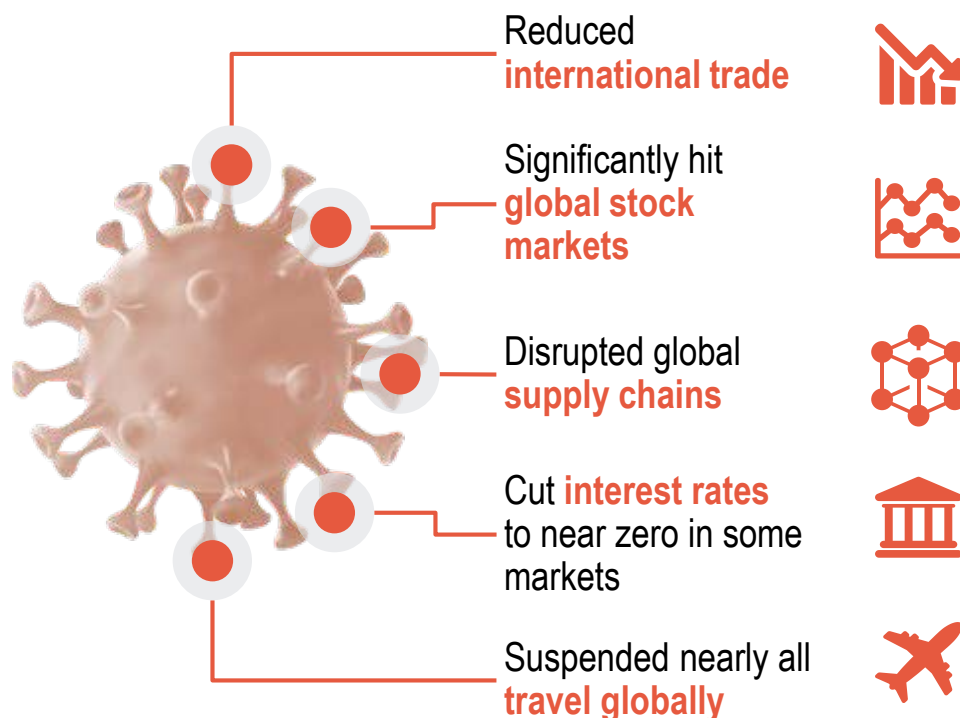 Reduced
international trade
Significantly hit
global stock
markets
Disrupted global
supply chains
Cut interest rates
to near zero in some
markets
Suspended nearly all
travel globally